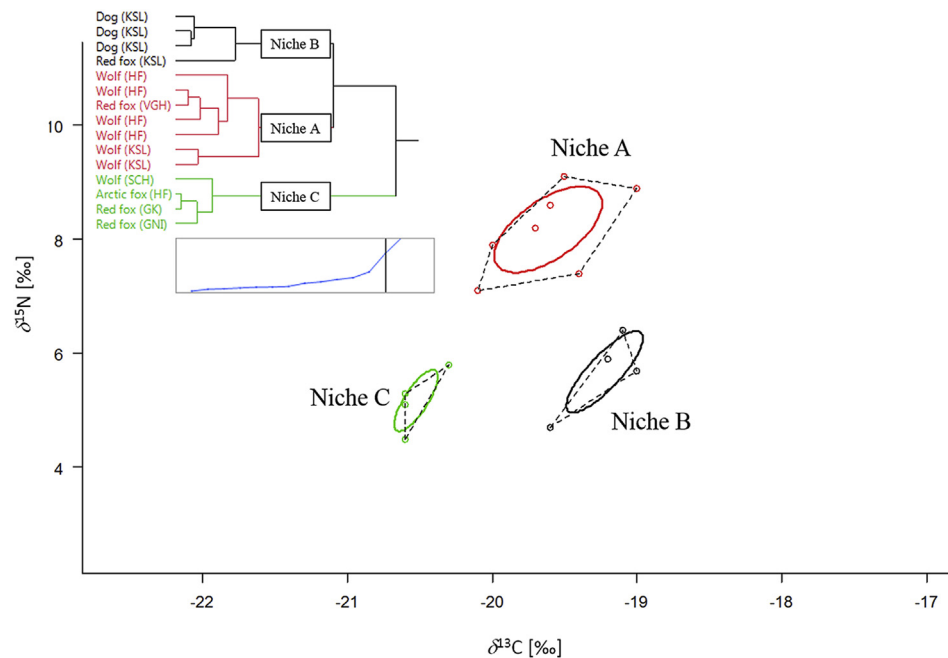 Dog (KSL)
Dog (KSL)
Dog (KSL)
Red fox (KSL)
Wolf (HF)
Wolf (HF)
Red fox (VGH)
Wolf (HF)
Wolf (HF)
Wolf (KSL)
Wolf (KSL)
Wolf (SCH)
Arctic fox (HF)
Red fox (GK)
Red fox (GNI)
Niche B
Niche A
Niche C
Niche A
Niche C
Niche B
δ¹⁵N [‰]
10
8
6
4
-22
-21
-20
-19
-18
-17
δ¹³C [‰]